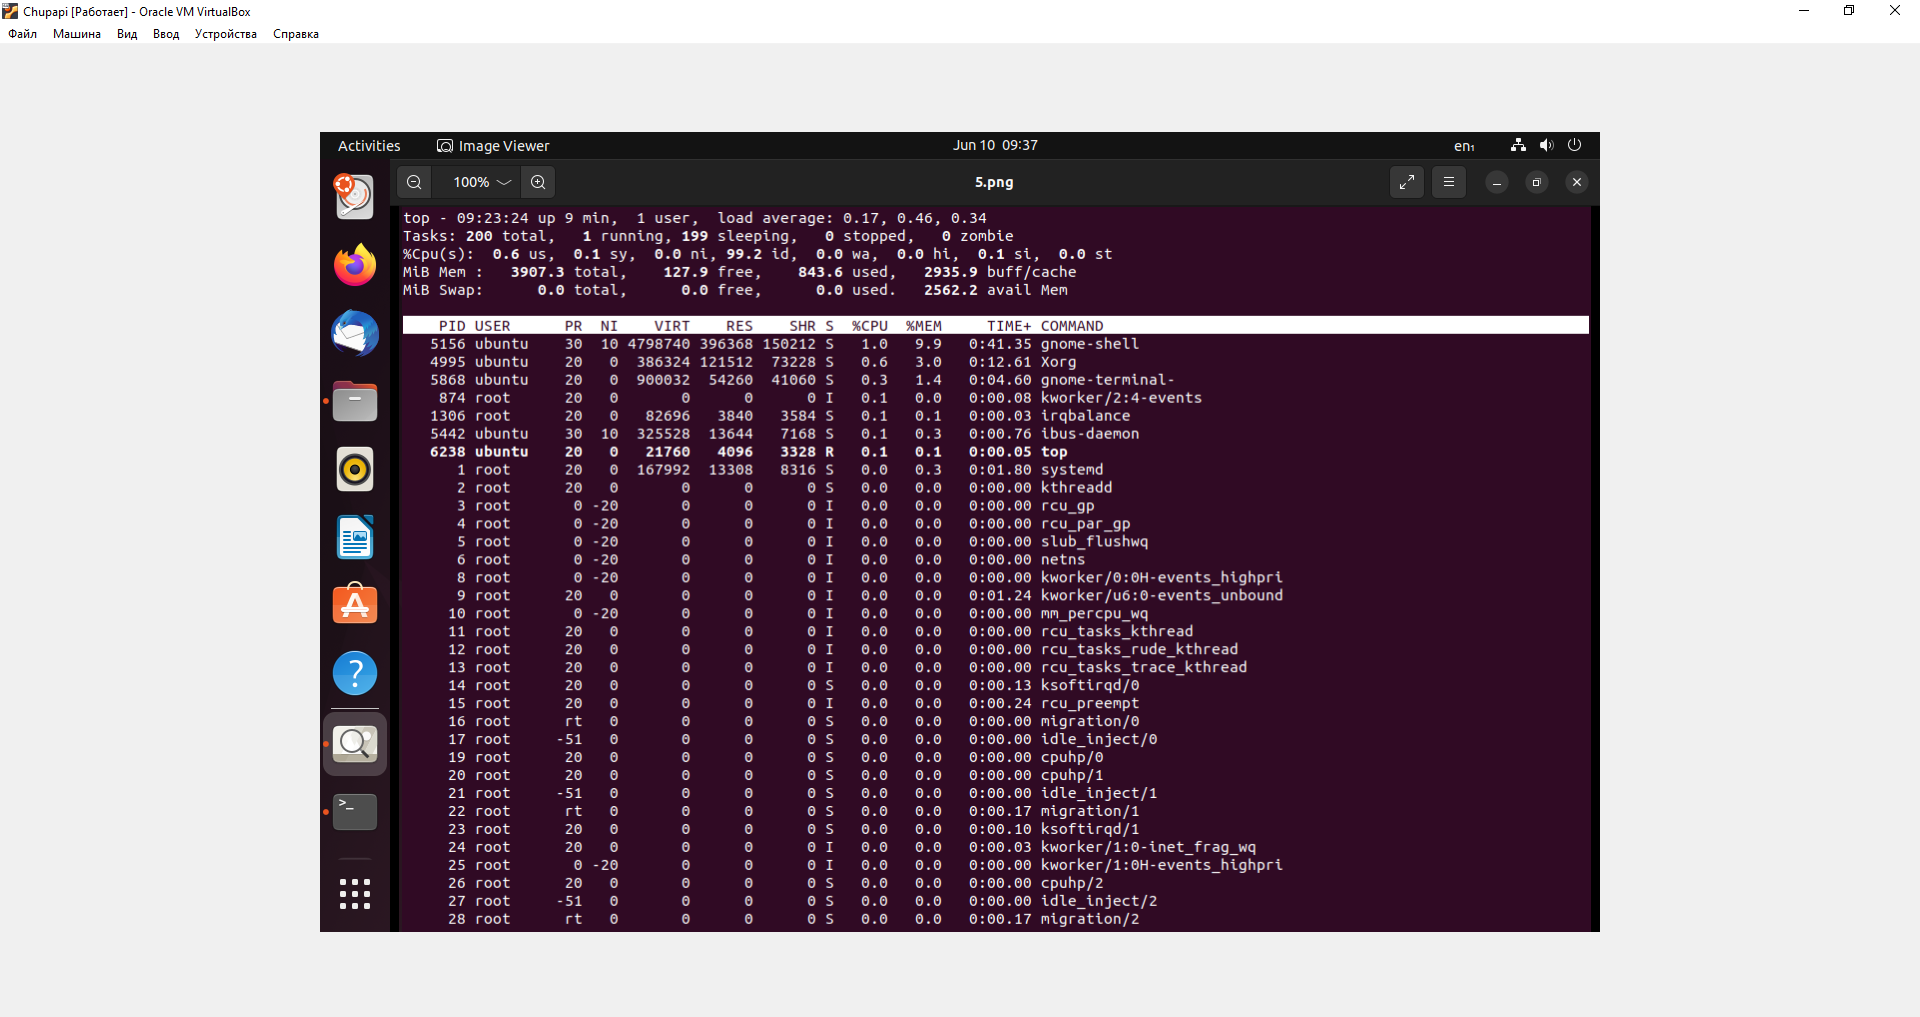 Chupapi [Работает] - Oracle VM VirtualBox
Файл Машина Вид Ввод Устройства Справка
Activities Image Viewer Jun 10 09:37 en₁
100% 5.png
top - 09:23:24 up 9 min, 1 user, load average: 0.17, 0.46, 0.34
Tasks: 200 total, 1 running, 199 sleeping, 0 stopped, 0 zombie
%Cpu(s): 0.6 us, 0.1 sy, 0.0 ni, 99.2 id, 0.0 wa, 0.0 hi, 0.1 si, 0.0 st
MiB Mem : 3907.3 total, 127.9 free, 843.6 used, 2935.9 buff/cache
MiB Swap: 0.0 total, 0.0 free, 0.0 used. 2562.2 avail Mem
PID USER PR NI VIRT RES SHR S %CPU %MEM TIME+ COMMAND
5156 ubuntu 30 10 4798740 396368 150212 S 1.0 9.9 0:41.35 gnome-shell
4995 ubuntu 20 0 386324 121512 73228 S 0.6 3.0 0:12.61 Xorg
5868 ubuntu 20 0 900032 54260 41060 S 0.3 1.4 0:04.60 gnome-terminal-
874 root 20 0 0 0 0 I 0.1 0.0 0:00.08 kworker/2:4-events
1306 root 20 0 82696 3840 3584 S 0.1 0.1 0:00.03 irqbalance
5442 ubuntu 30 10 325528 13644 7168 S 0.1 0.3 0:00.76 ibus-daemon
6238 ubuntu 20 0 21760 4096 3328 R 0.1 0.1 0:00.05 top
1 root 20 0 167992 13308 8316 S 0.0 0.3 0:01.80 systemd
2 root 20 0 0 0 0 S 0.0 0.0 0:00.00 kthreadd
3 root 0 -20 0 0 0 I 0.0 0.0 0:00.00 rcu_gp
4 root 0 -20 0 0 0 I 0.0 0.0 0:00.00 rcu_par_gp
5 root 0 -20 0 0 0 I 0.0 0.0 0:00.00 slub_flushwq
6 root 0 -20 0 0 0 I 0.0 0.0 0:00.00 netns
8 root 0 -20 0 0 0 I 0.0 0.0 0:00.00 kworker/0:0H-events_highpri
9 root 20 0 0 0 0 I 0.0 0.0 0:01.24 kworker/u6:0-events_unbound
10 root 0 -20 0 0 0 I 0.0 0.0 0:00.00 mm_percpu_wq
11 root 20 0 0 0 0 I 0.0 0.0 0:00.00 rcu_tasks_kthread
12 root 20 0 0 0 0 I 0.0 0.0 0:00.00 rcu_tasks_rude_kthread
13 root 20 0 0 0 0 I 0.0 0.0 0:00.00 rcu_tasks_trace_kthread
14 root 20 0 0 0 0 S 0.0 0.0 0:00.13 ksoftirqd/0
15 root 20 0 0 0 0 I 0.0 0.0 0:00.24 rcu_preempt
16 root rt 0 0 0 0 S 0.0 0.0 0:00.00 migration/0
17 root -51 0 0 0 0 S 0.0 0.0 0:00.00 idle_inject/0
19 root 20 0 0 0 0 S 0.0 0.0 0:00.00 cpuhp/0
20 root 20 0 0 0 0 S 0.0 0.0 0:00.00 cpuhp/1
21 root -51 0 0 0 0 S 0.0 0.0 0:00.00 idle_inject/1
22 root rt 0 0 0 0 S 0.0 0.0 0:00.17 migration/1
23 root 20 0 0 0 0 S 0.0 0.0 0:00.10 ksoftirqd/1
24 root 20 0 0 0 0 I 0.0 0.0 0:00.03 kworker/1:0-inet_frag_wq
25 root 0 -20 0 0 0 I 0.0 0.0 0:00.00 kworker/1:0H-events_highpri
26 root 20 0 0 0 0 S 0.0 0.0 0:00.00 cpuhp/2
27 root -51 0 0 0 0 S 0.0 0.0 0:00.00 idle_inject/2
28 root rt 0 0 0 0 S 0.0 0.0 0:00.17 migration/2